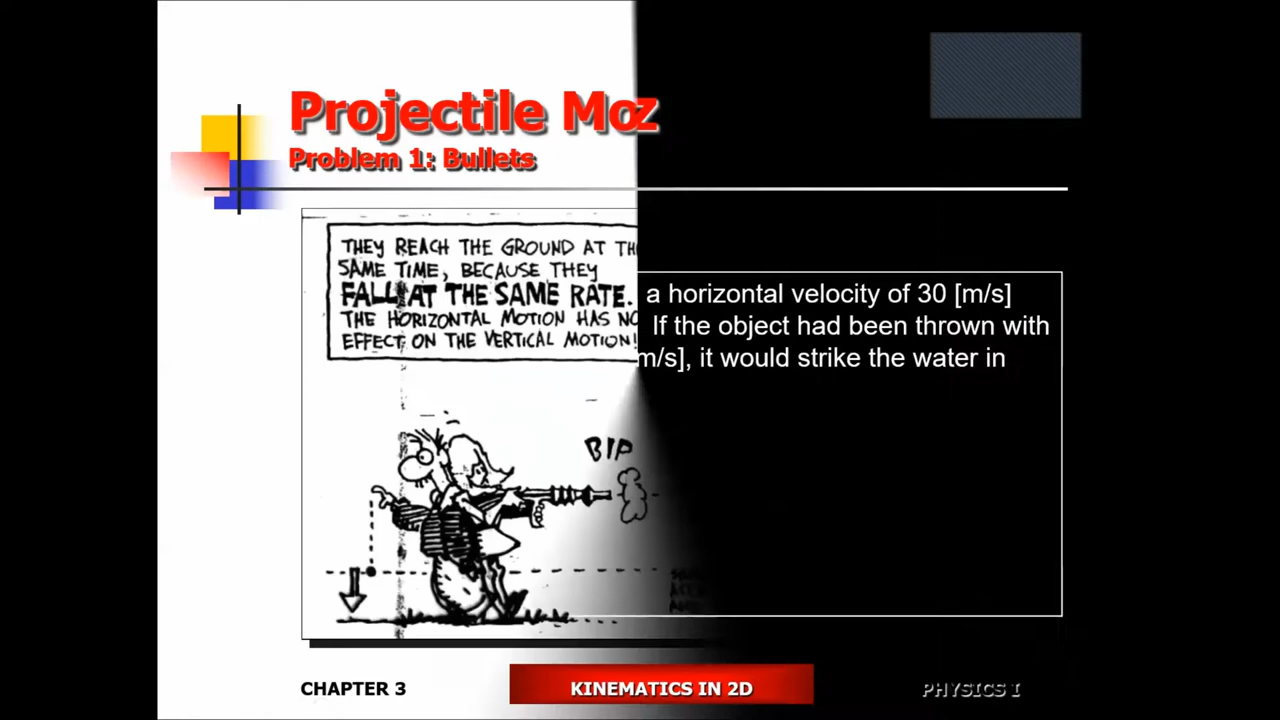 Projectile Mo
Problem 1: Bullets
THEY REACH THE GROUND AT TH
SAME TIME, BECAUSE THEY
FALL AT THE SAME RATE.
THE HORIZONTAL MOTION HAS NO
EFFECT ON THE VERTICAL MOTION!
a horizontal velocity of 30 [m/s]
If the object had been thrown with
m/s], it would strike the water in
BIP
CHAPTER 3
KINEMATICS IN 2D
PHYSICS I